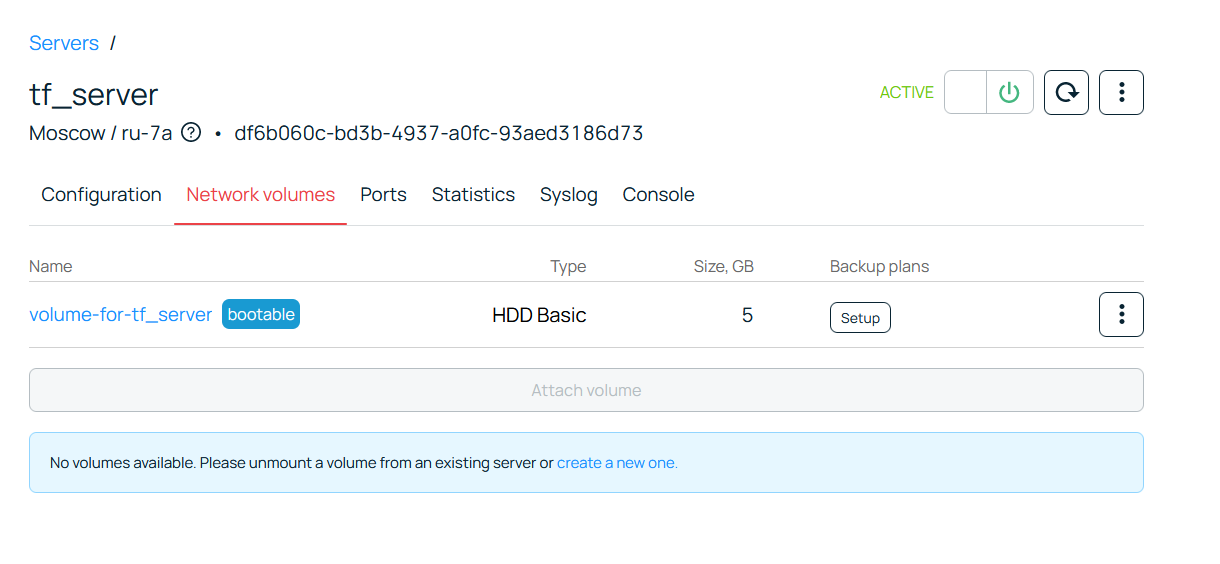 Servers /
tf_server
ACTIVE
Moscow / ru-7a ? • df6b060c-bd3b-4937-a0fc-93aed3186d73
Configuration Network volumes Ports Statistics Syslog Console
Name Type Size, GB Backup plans
volume-for-tf_server bootable HDD Basic 5 Setup
Attach volume
No volumes available. Please unmount a volume from an existing server or create a new one.